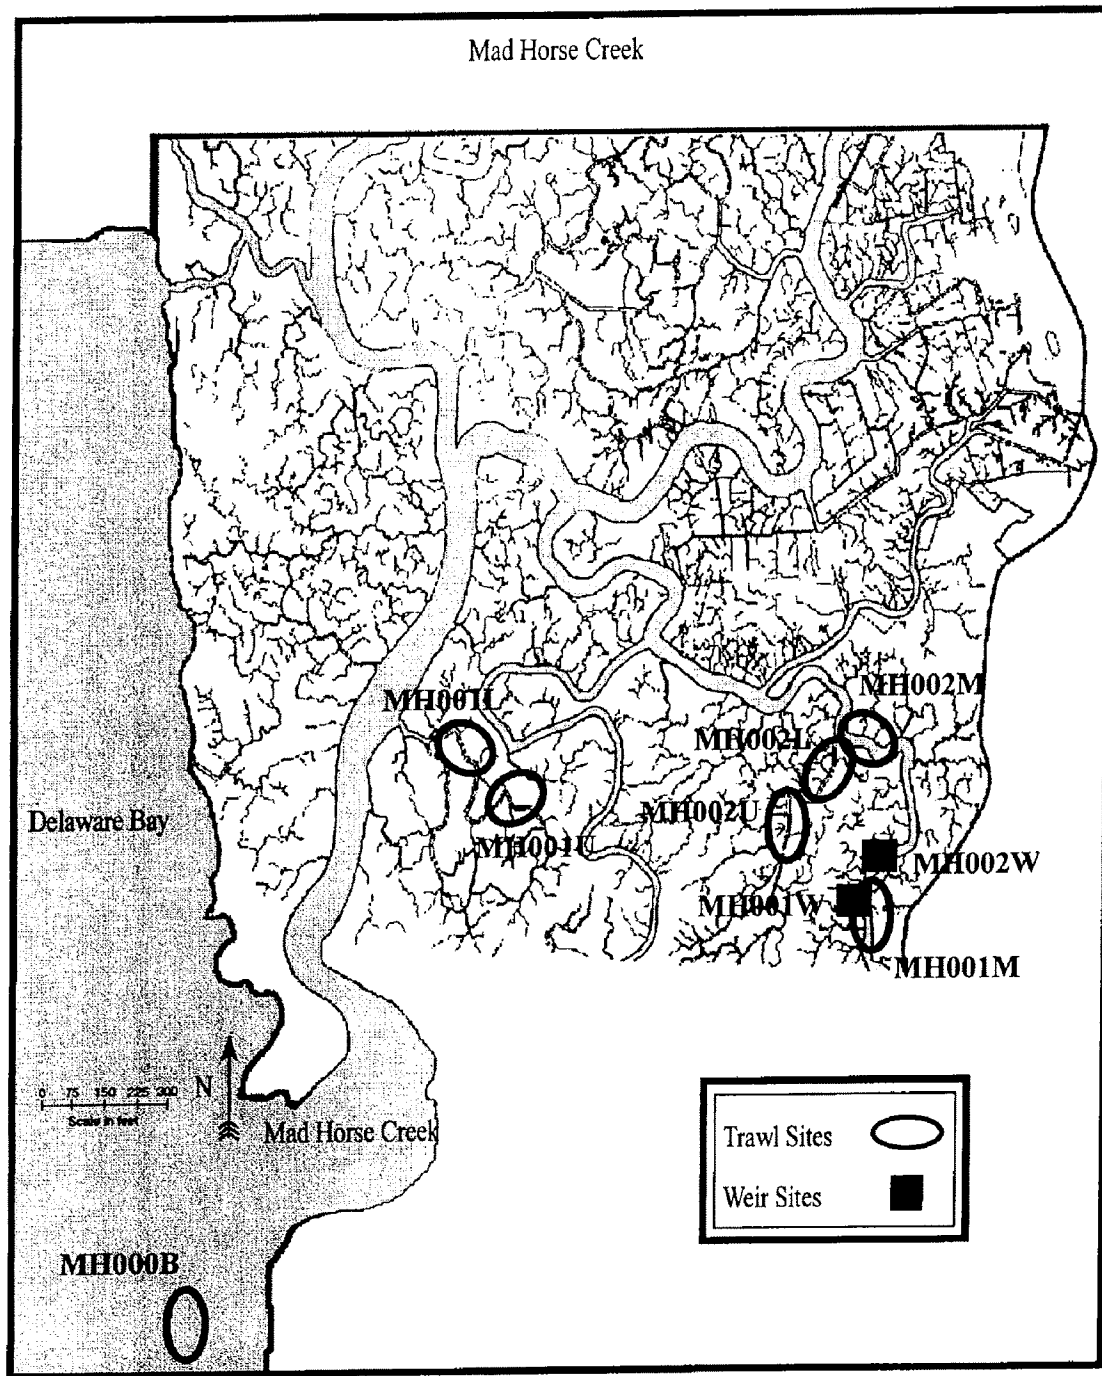 Mad Horse Creek
MH001L
MH002M
MH002L
MH002U
Delaware Bay
MH001U
MH002W
MH001W
MH001M
0 75 150 225 300
Scale in feet
N
Mad Horse Creek
Trawl Sites
Weir Sites
MH000B